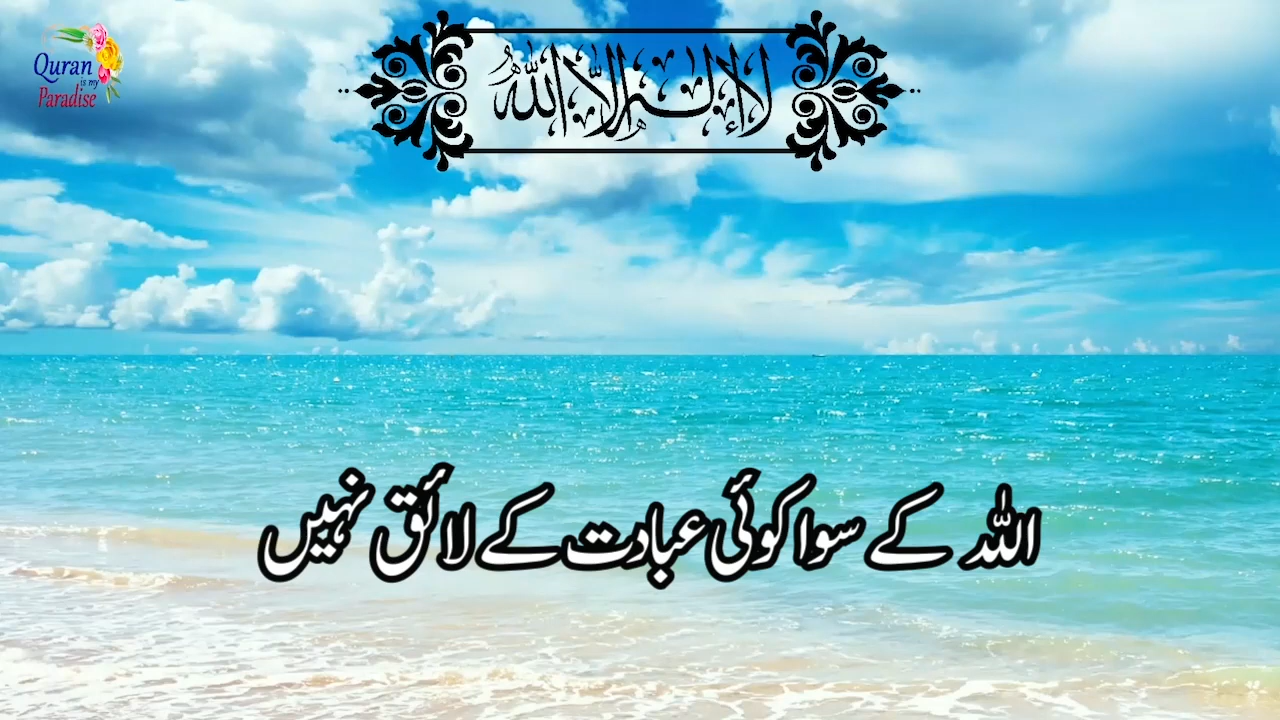 Quran
is my
Paradise
لا إله إلا الله
اللہ کے سوا کوئی عبادت کے لائق نہیں